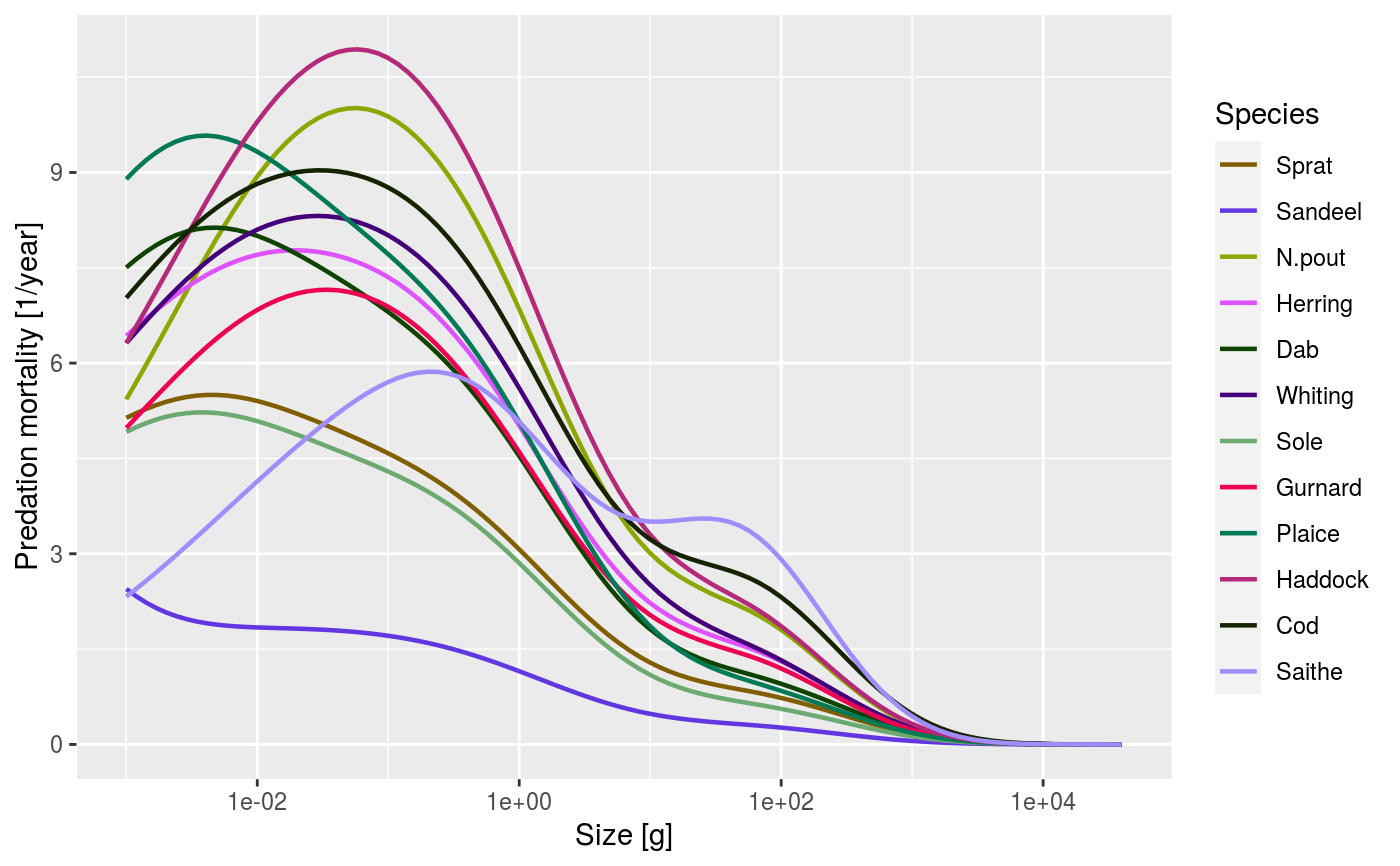 Predation mortality [1/year]
9
6
3
0
1e-02
1e+00
1e+02
1e+04
Size [g]
Species
Sprat
Sandeel
N.pout
Herring
Dab
Whiting
Sole
Gurnard
Plaice
Haddock
Cod
Saithe